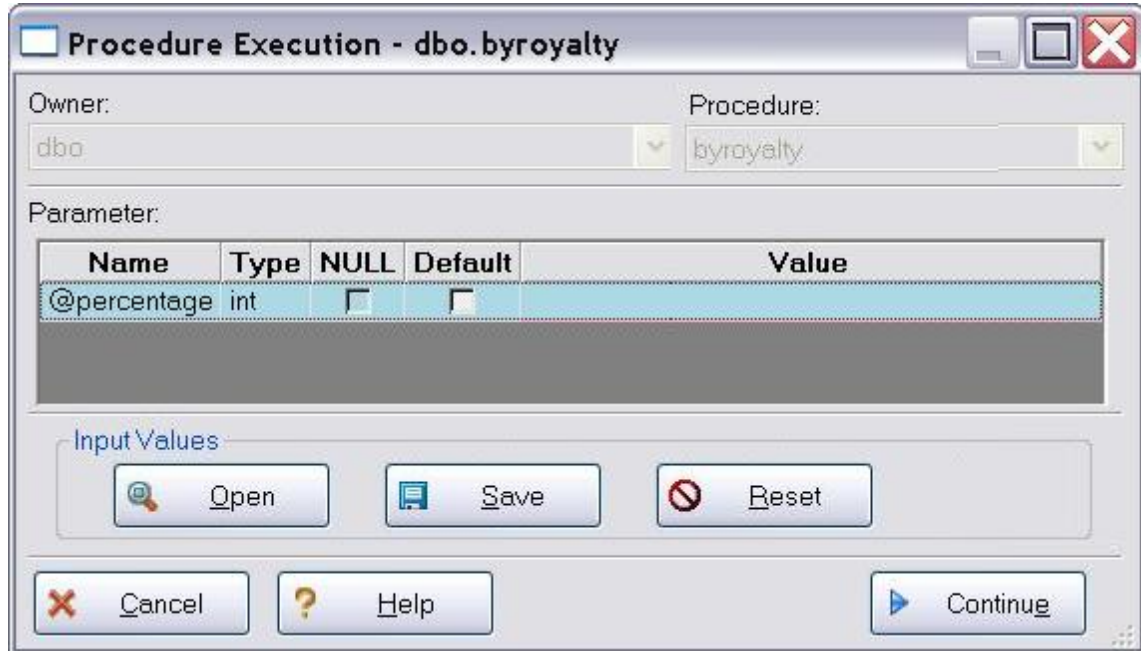 Procedure Execution - dbo.byroyalty
Owner: Procedure:
dbo byroyalty
Parameter:
Name Type NULL Default Value
@percentage int
Input Values
Open Save Reset
Cancel Help Continue